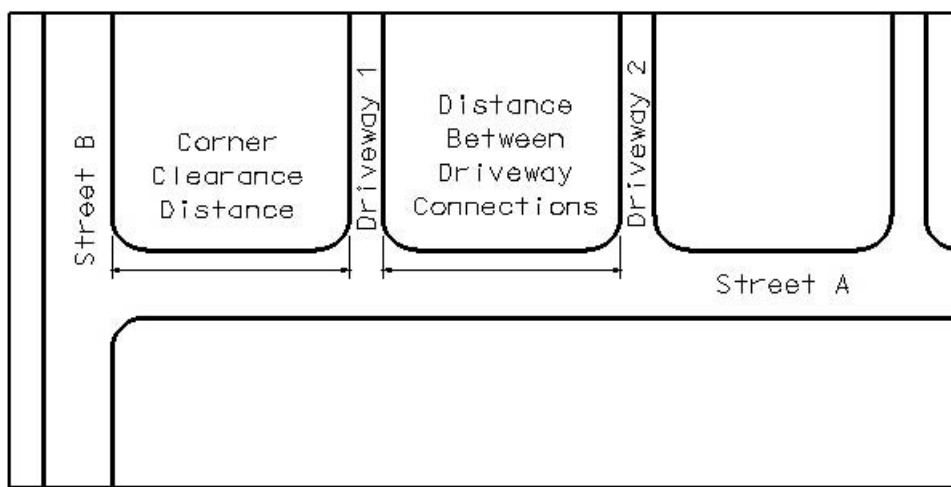 Street B
Corner
Clearance
Distance
Driveway 1
Distance
Between
Driveway
Connections
Driveway 2
Street A